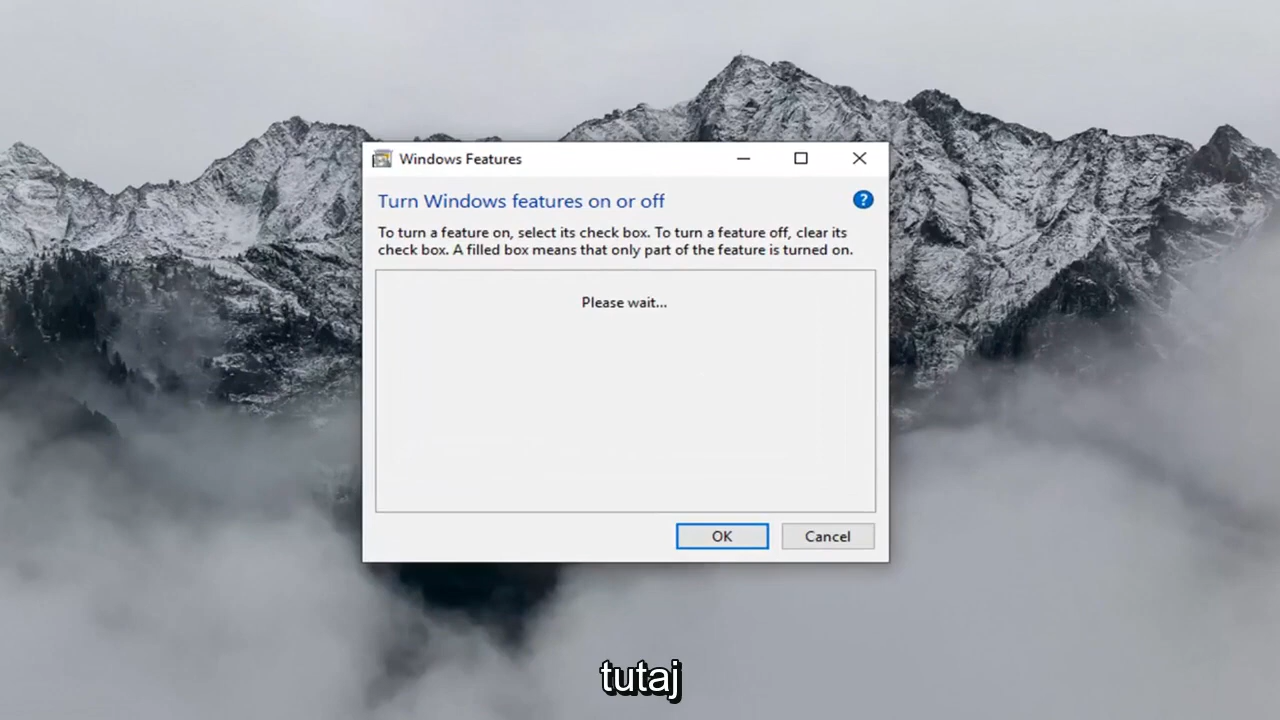 Windows Features
Turn Windows features on or off
?
To turn a feature on, select its check box. To turn a feature off, clear its
check box. A filled box means that only part of the feature is turned on.
Please wait...
OK
Cancel
tutaj